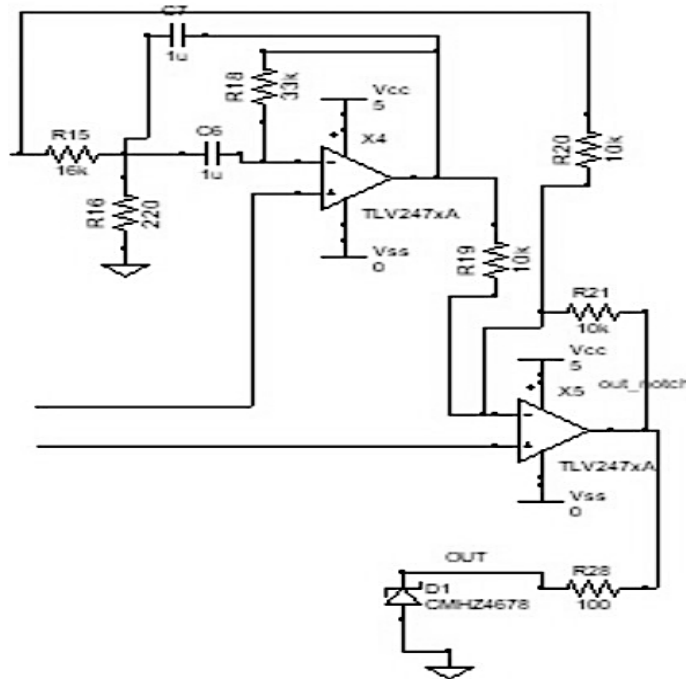 C7
1u
R18
33k
Vcc
5
X4
R15
16k
C6
1u
R20
10k
R16
220
TLV247xA
Vss
0
R19
10k
R21
10k
Vcc
5
X5
out_notch
TLV247xA
Vss
0
OUT
R28
100
D1
CMHZ4678